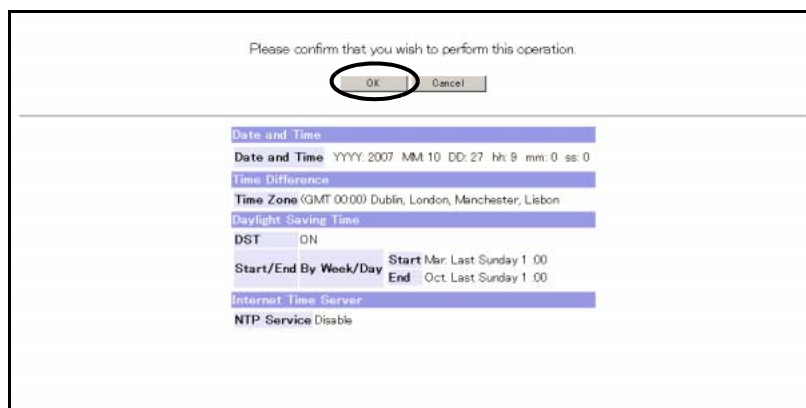 Please confirm that you wish to perform this operation.
OK Cancel
Date and Time
Date and Time YYYY: 2007 MM: 10 DD: 27 hh: 9 mm: 0 ss: 0
Time Difference
Time Zone (GMT 00:00) Dublin, London, Manchester, Lisbon
Daylight Saving Time
DST ON
Start/End By Week/Day Start Mar. Last Sunday 1 :00
End Oct. Last Sunday 1 :00
Internet Time Server
NTP Service Disable